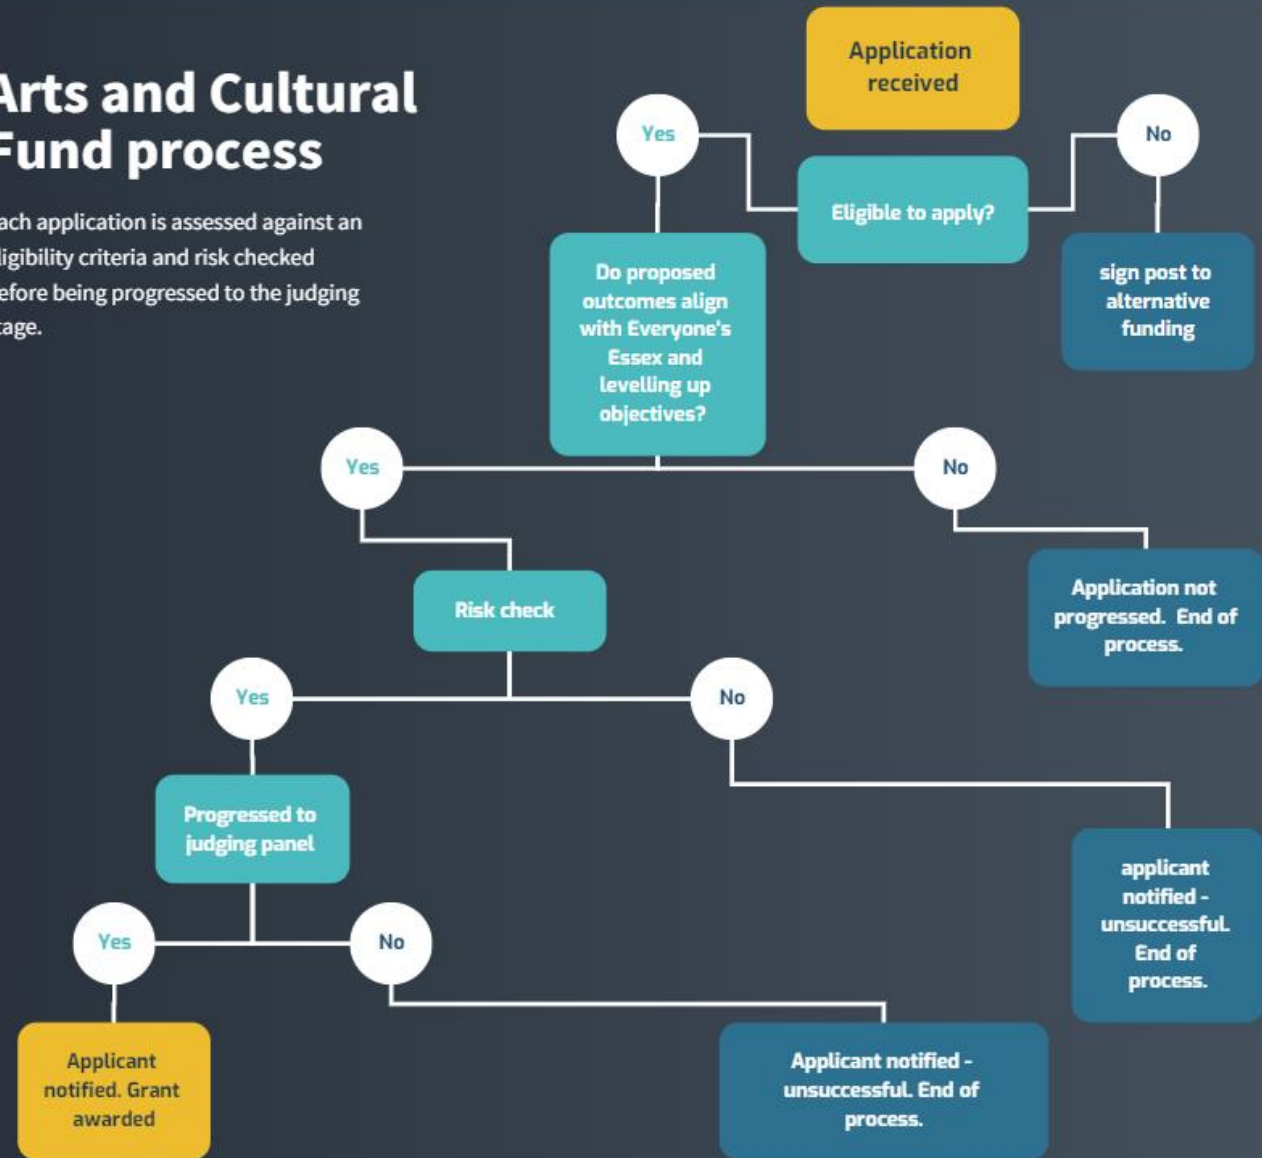 Arts and Cultural
Fund process
ach application is assessed against an
ligibility criteria and risk checked
efore being progressed to the judging
tage.
Application
received
Yes
No
Eligible to apply?
Do proposed
outcomes align
with Everyone's
Essex and
levelling up
objectives?
sign post to
alternative
funding
Yes
No
Risk check
Application not
progressed. End of
process.
Yes
No
Progressed to
judging panel
applicant
notified -
unsuccessful.
End of
process.
Yes
No
Applicant
notified. Grant
awarded
Applicant notified -
unsuccessful. End of
process.